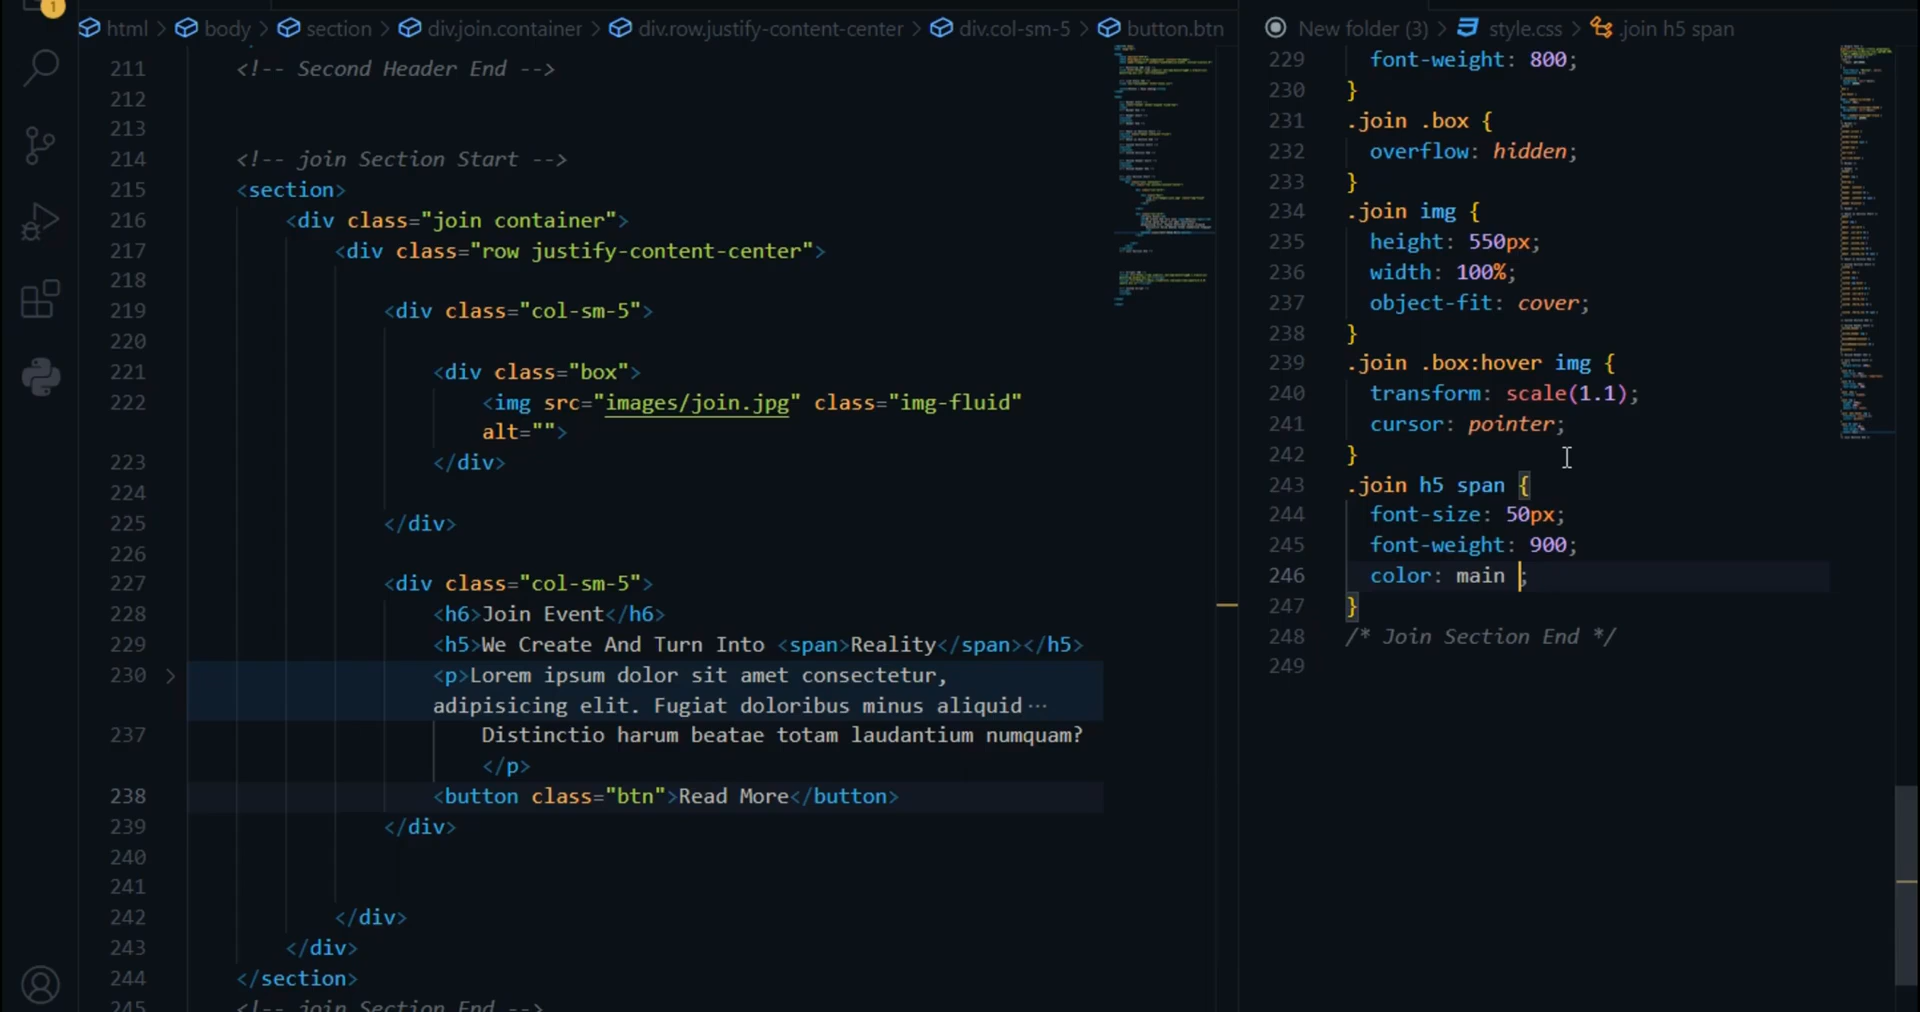 1
html > body > section > div.join.container > div.row.justify-content-center > div.col-sm-5 > button.btn
211 <!-- Second Header End -->
212
213
214 <!-- join Section Start -->
215 <section>
216 <div class="join container">
217 <div class="row justify-content-center">
218
219 <div class="col-sm-5">
220
221 <div class="box">
222 <img src="images/join.jpg" class="img-fluid"
alt="">
223 </div>
224
225 </div>
226
227 <div class="col-sm-5">
228 <h6>Join Event</h6>
229 <h5>We Create And Turn Into <span>Reality</span></h5>
230 <p>Lorem ipsum dolor sit amet consectetur,
adipisicing elit. Fugiat doloribus minus aliquid ···
237 Distinctio harum beatae totam laudantium numquam?
</p>
238 <button class="btn">Read More</button>
239 </div>
240
241
242 </div>
243 </div>
244 </section>
245 <!-- join Section End -->
New folder (3) > style.css > .join h5 span
229 font-weight: 800;
230 }
231 .join .box {
232 overflow: hidden;
233 }
234 .join img {
235 height: 550px;
236 width: 100%;
237 object-fit: cover;
238 }
239 .join .box:hover img {
240 transform: scale(1.1);
241 cursor: pointer;
242 }
243 .join h5 span {
244 font-size: 50px;
245 font-weight: 900;
246 color: main ;
247 }
248 /* Join Section End */
249